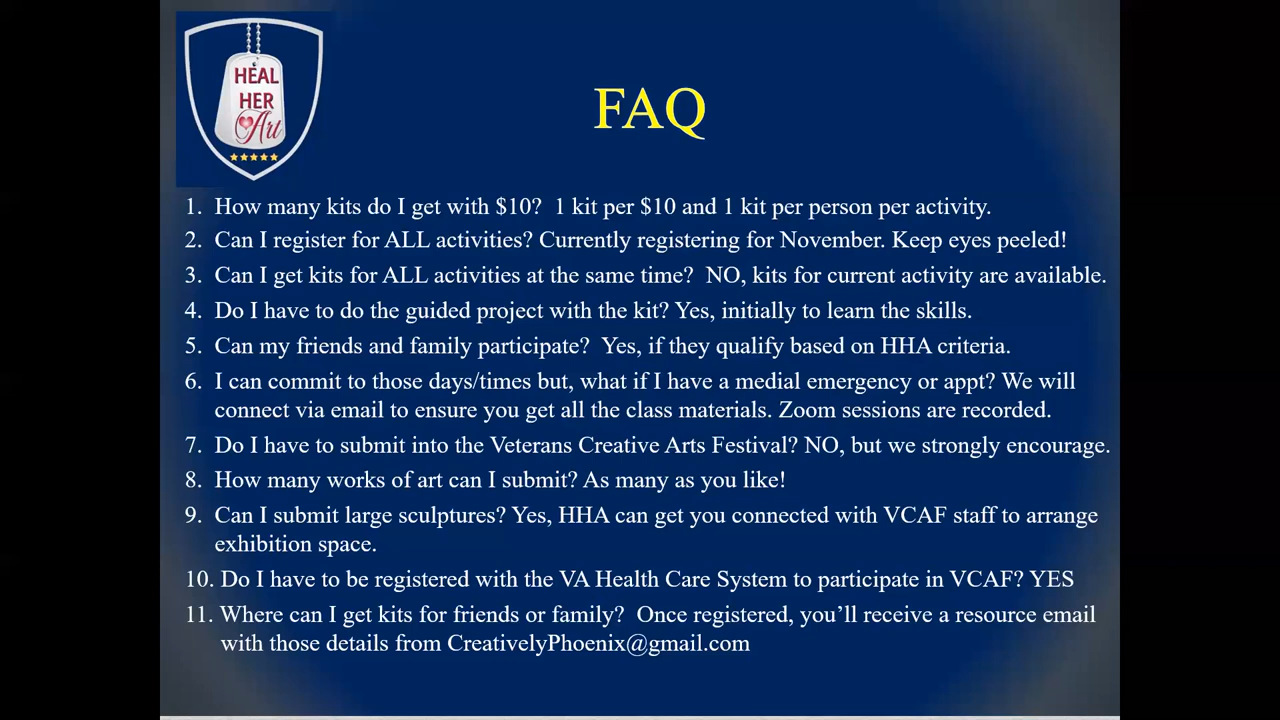 HEAL
HER
Art
FAQ
1. How many kits do I get with $10?  1 kit per $10 and 1 kit per person per activity.
2. Can I register for ALL activities? Currently registering for November. Keep eyes peeled!
3. Can I get kits for ALL activities at the same time?  NO, kits for current activity are available.
4. Do I have to do the guided project with the kit? Yes, initially to learn the skills.
5. Can my friends and family participate?  Yes, if they qualify based on HHA criteria.
6. I can commit to those days/times but, what if I have a medial emergency or appt? We will
connect via email to ensure you get all the class materials. Zoom sessions are recorded.
7. Do I have to submit into the Veterans Creative Arts Festival? NO, but we strongly encourage.
8. How many works of art can I submit? As many as you like!
9. Can I submit large sculptures? Yes, HHA can get you connected with VCAF staff to arrange
exhibition space.
10. Do I have to be registered with the VA Health Care System to participate in VCAF? YES
11. Where can I get kits for friends or family?  Once registered, you’ll receive a resource email
with those details from CreativelyPhoenix@gmail.com